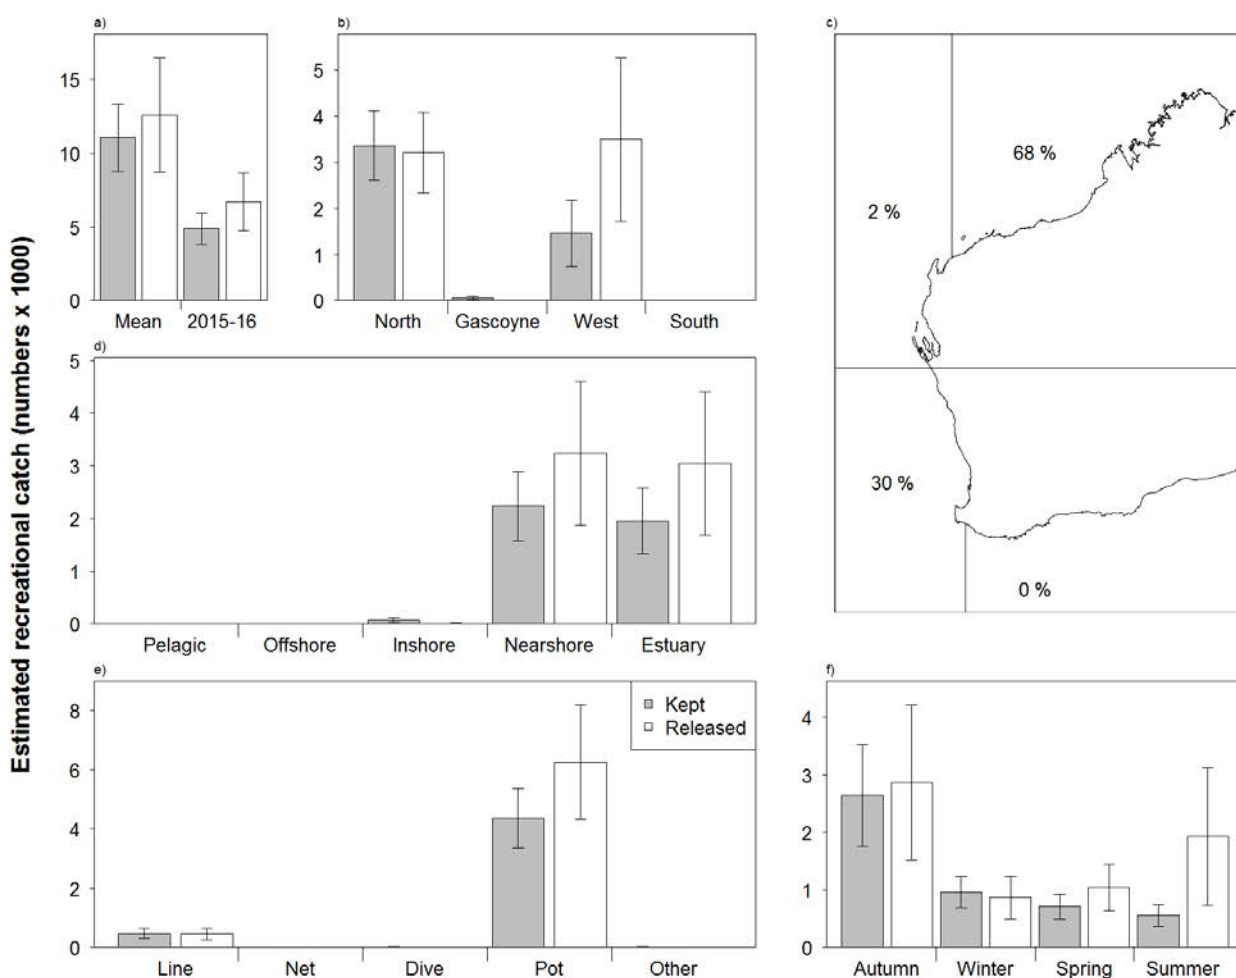 Estimated recreational catch (numbers x 1000)
a)
15
10
5
0
Mean 2015-16
b)
5
4
3
2
1
0
North Gascoyne West South
c)
68 %
2 %
30 %
0 %
d)
5
4
3
2
1
0
Pelagic Offshore Inshore Nearshore Estuary
e)
8
6
4
2
0
Kept
Released
Line Net Dive Pot Other
f)
4
3
2
1
0
Autumn Winter Spring Summer